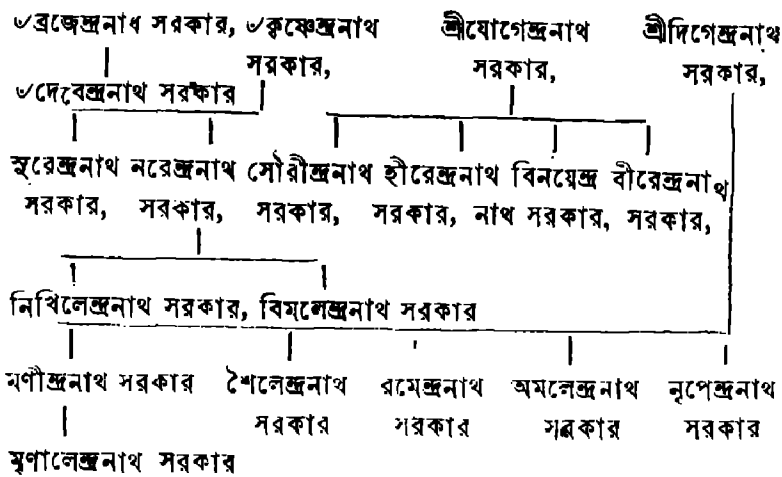 ৺ব্রজেন্দ্রনাথ সরকার, ৺কৃষ্ণেন্দ্রনাথ শ্রীযোগেন্দ্রনাথ শ্রীদিগেন্দ্রনাথ
সরকার, সরকার, সরকার,
৺দেবেন্দ্রনাথ সরকার
সুরেন্দ্রনাথ নরেন্দ্রনাথ সৌরীন্দ্রনাথ হীরেন্দ্রনাথ বিনয়েন্দ্র বীরেন্দ্রনাথ
সরকার, সরকার, সরকার, সরকার, নাথ সরকার, সরকার,
নিখিলেন্দ্রনাথ সরকার, বিমলেন্দ্রনাথ সরকার
মণীন্দ্রনাথ সরকার শৈলেন্দ্রনাথ রমেন্দ্রনাথ অমলেন্দ্রনাথ নৃপেন্দ্রনাথ
সরকার সরকার সরকার সরকার
মৃণালেন্দ্রনাথ সরকার